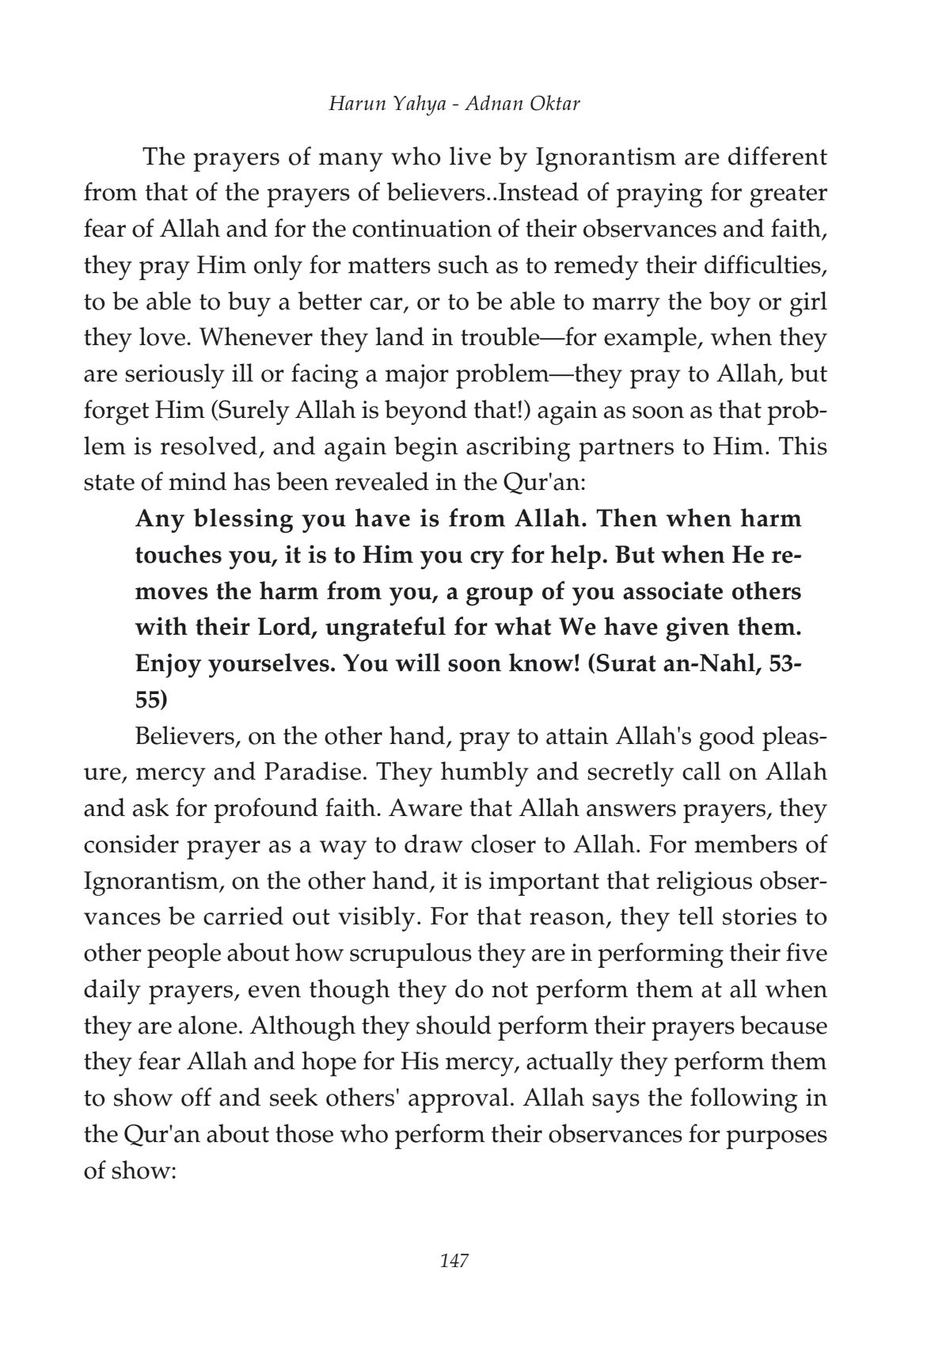 Harun Yahya - Adnan Oktar
The prayers of many who live by Ignorantism are different
from that of the prayers of believers..Instead of praying for greater
fear of Allah and for the continuation of their observances and faith,
they pray Him only for matters such as to remedy their difficulties,
to be able to buy a better car, or to be able to marry the boy or girl
they love. Whenever they land in trouble—for example, when they
are seriously ill or facing a major problem—they pray to Allah, but
forget Him (Surely Allah is beyond that!) again as soon as that prob-
lem is resolved, and again begin ascribing partners to Him. This
state of mind has been revealed in the Qur'an:
Any blessing you have is from Allah. Then when harm
touches you, it is to Him you cry for help. But when He re-
moves the harm from you, a group of you associate others
with their Lord, ungrateful for what We have given them.
Enjoy yourselves. You will soon know! (Surat an-Nahl, 53-
55)
Believers, on the other hand, pray to attain Allah's good pleas-
ure, mercy and Paradise. They humbly and secretly call on Allah
and ask for profound faith. Aware that Allah answers prayers, they
consider prayer as a way to draw closer to Allah. For members of
Ignorantism, on the other hand, it is important that religious obser-
vances be carried out visibly. For that reason, they tell stories to
other people about how scrupulous they are in performing their five
daily prayers, even though they do not perform them at all when
they are alone. Although they should perform their prayers because
they fear Allah and hope for His mercy, actually they perform them
to show off and seek others' approval. Allah says the following in
the Qur'an about those who perform their observances for purposes
of show:
147